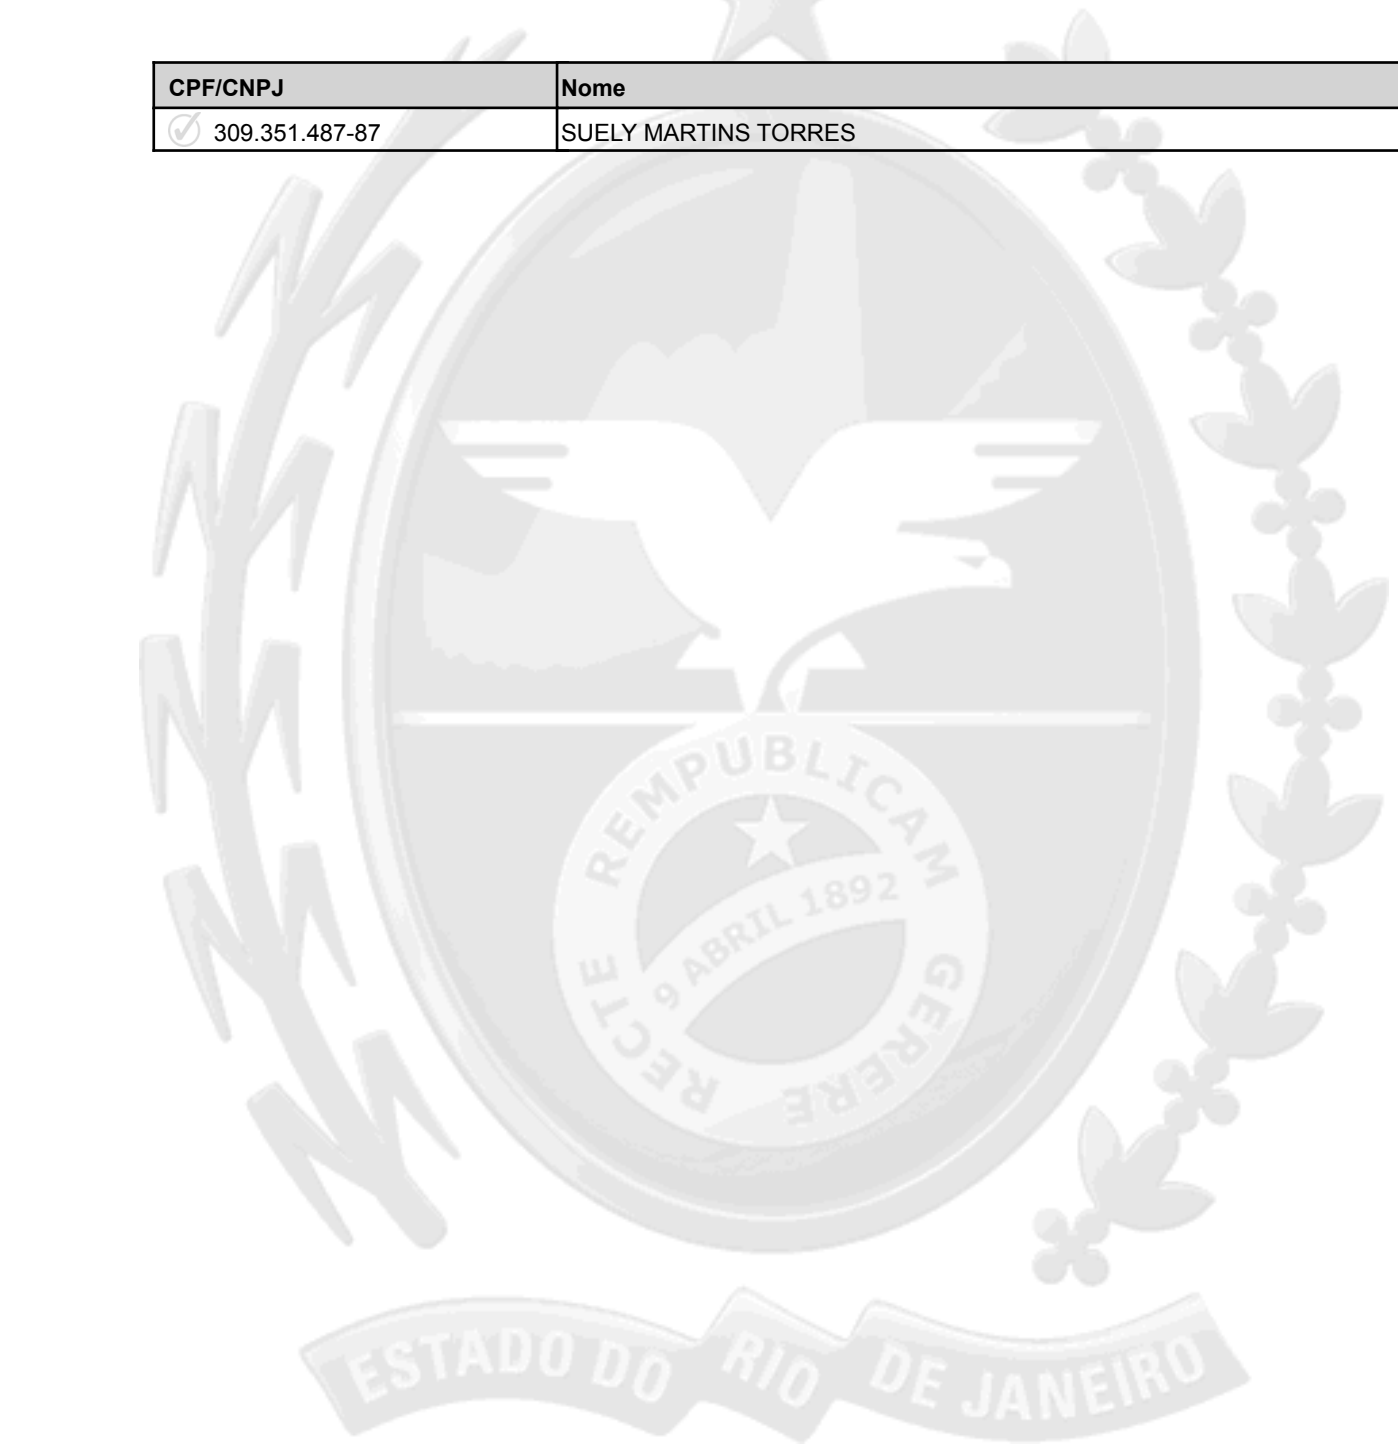 CPF/CNPJ Nome
309.351.487-87 SUELY MARTINS TORRES
REMPUBLICAM
9 ABRIL 1892
RECTE GERERE
ESTADO DO RIO DE JANEIRO